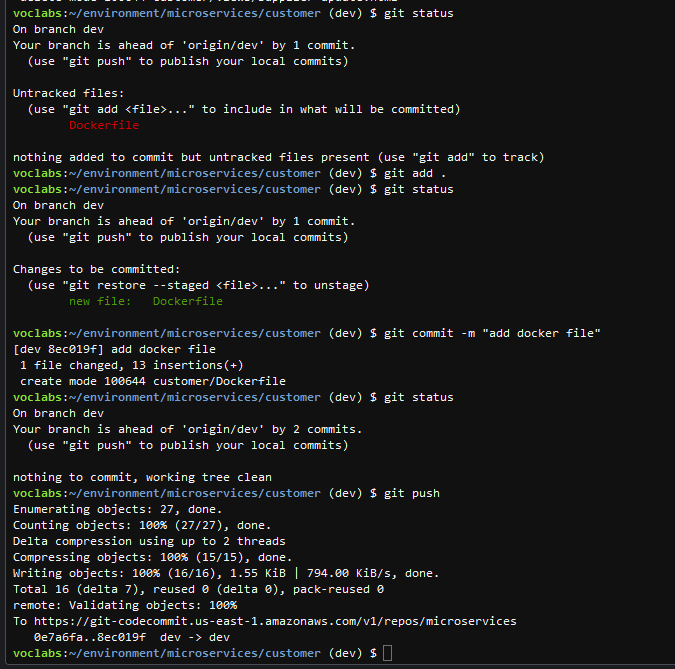 voclabs:~/environment/microservices/customer (dev) $ git status
On branch dev
Your branch is ahead of 'origin/dev' by 1 commit.
  (use "git push" to publish your local commits)

Untracked files:
  (use "git add <file>..." to include in what will be committed)
        Dockerfile

nothing added to commit but untracked files present (use "git add" to track)
voclabs:~/environment/microservices/customer (dev) $ git add .
voclabs:~/environment/microservices/customer (dev) $ git status
On branch dev
Your branch is ahead of 'origin/dev' by 1 commit.
  (use "git push" to publish your local commits)

Changes to be committed:
  (use "git restore --staged <file>..." to unstage)
        new file:   Dockerfile

voclabs:~/environment/microservices/customer (dev) $ git commit -m "add docker file"
[dev 8ec019f] add docker file
 1 file changed, 13 insertions(+)
 create mode 100644 customer/Dockerfile
voclabs:~/environment/microservices/customer (dev) $ git status
On branch dev
Your branch is ahead of 'origin/dev' by 2 commits.
  (use "git push" to publish your local commits)

nothing to commit, working tree clean
voclabs:~/environment/microservices/customer (dev) $ git push
Enumerating objects: 27, done.
Counting objects: 100% (27/27), done.
Delta compression using up to 2 threads
Compressing objects: 100% (15/15), done.
Writing objects: 100% (16/16), 1.55 KiB | 794.00 KiB/s, done.
Total 16 (delta 7), reused 0 (delta 0), pack-reused 0
remote: Validating objects: 100%
To https://git-codecommit.us-east-1.amazonaws.com/v1/repos/microservices
   0e7a6fa..8ec019f  dev -> dev
voclabs:~/environment/microservices/customer (dev) $